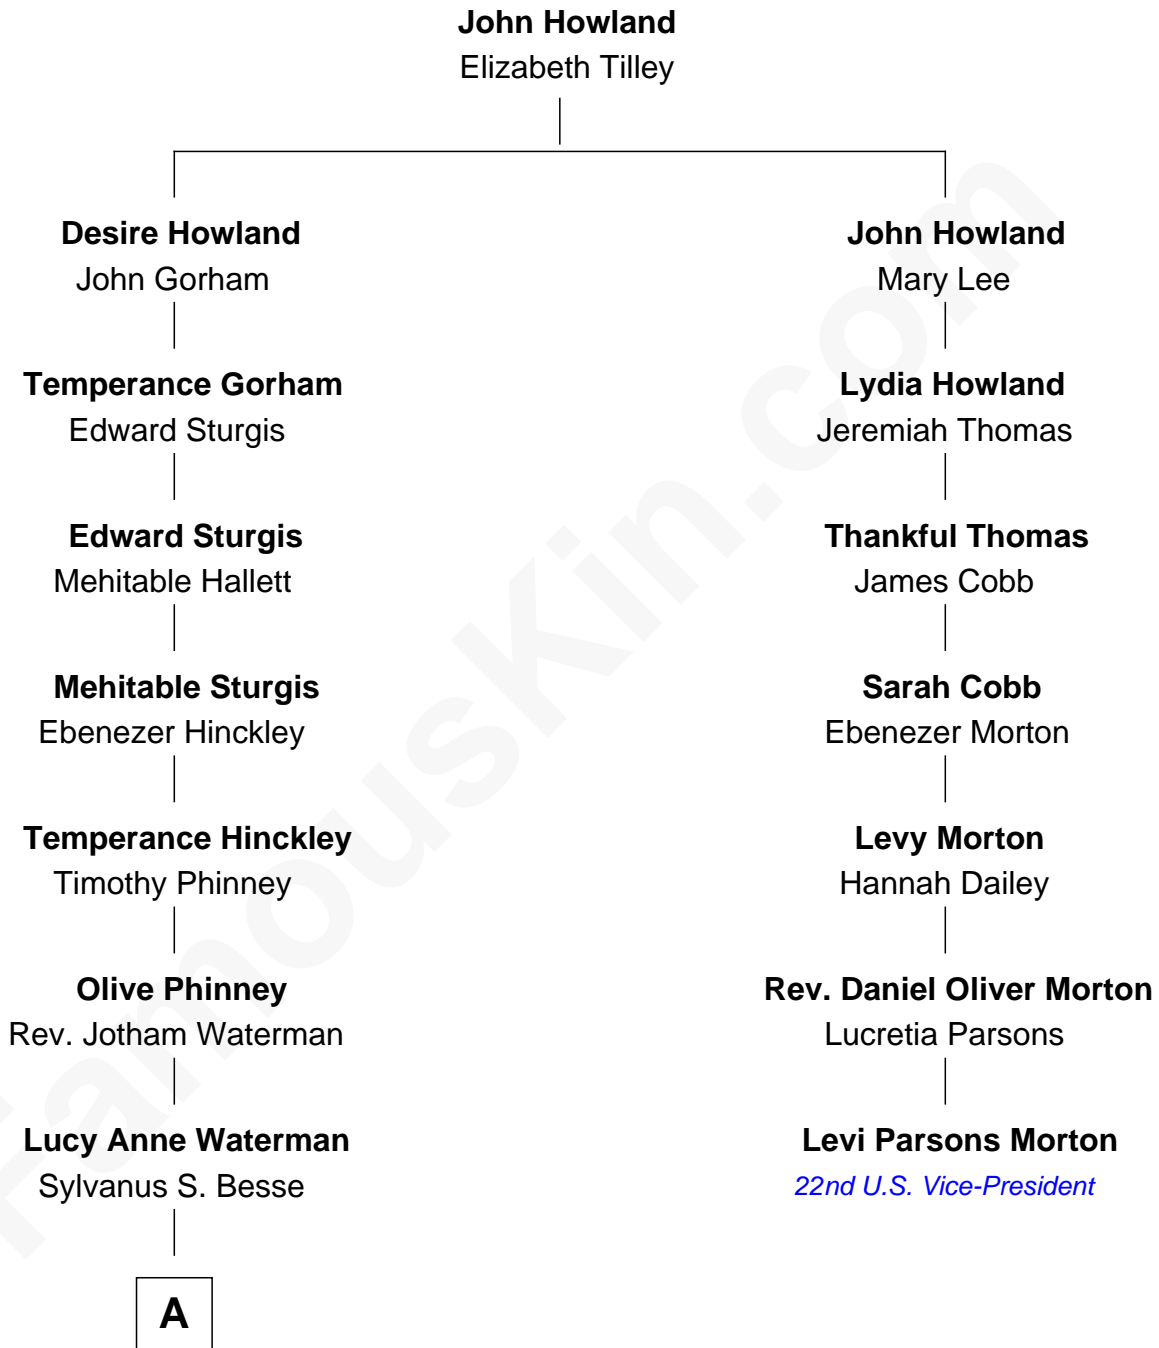 John Howland
Elizabeth Tilley
Desire Howland
John Gorham
Temperance Gorham
Edward Sturgis
Edward Sturgis
Mehitable Hallett
Mehitable Sturgis
Ebenezer Hinckley
Temperance Hinckley
Timothy Phinney
Olive Phinney
Rev. Jotham Waterman
Lucy Anne Waterman
Sylvanus S. Besse
A
John Howland
Mary Lee
Lydia Howland
Jeremiah Thomas
Thankful Thomas
James Cobb
Sarah Cobb
Ebenezer Morton
Levy Morton
Hannah Dailey
Rev. Daniel Oliver Morton
Lucretia Parsons
Levi Parsons Morton
22nd U.S. Vice-President
FamousKin.com